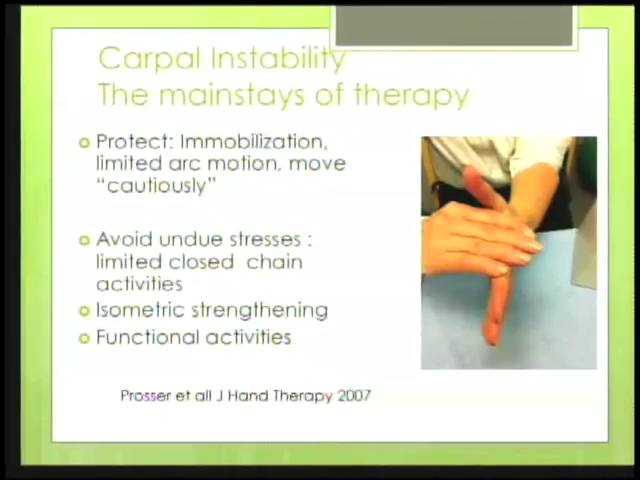 Carpal Instability
The mainstays of therapy
Protect: Immobilization,
limited arc motion, move
“cautiously”
Avoid undue stresses :
limited closed chain
activities
Isometric strengthening
Functional activities
Prosser et all J Hand Therapy 2007